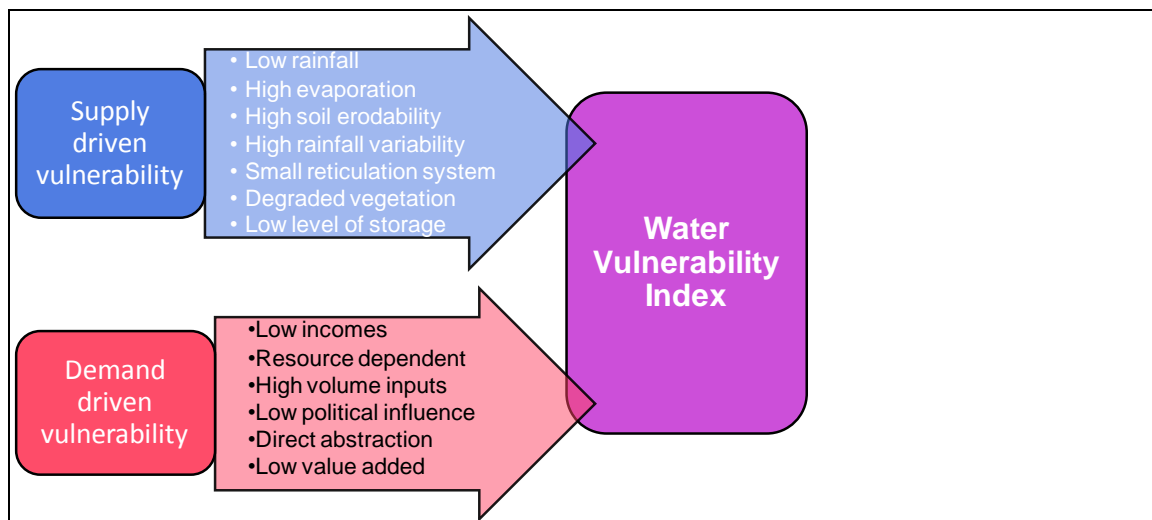 Supply
driven
vulnerability
• Low rainfall
• High evaporation
• High soil erodability
• High rainfall variability
• Small reticulation system
• Degraded vegetation
• Low level of storage
Demand
driven
vulnerability
•Low incomes
•Resource dependent
•High volume inputs
•Low political influence
•Direct abstraction
•Low value added
Water
Vulnerability
Index